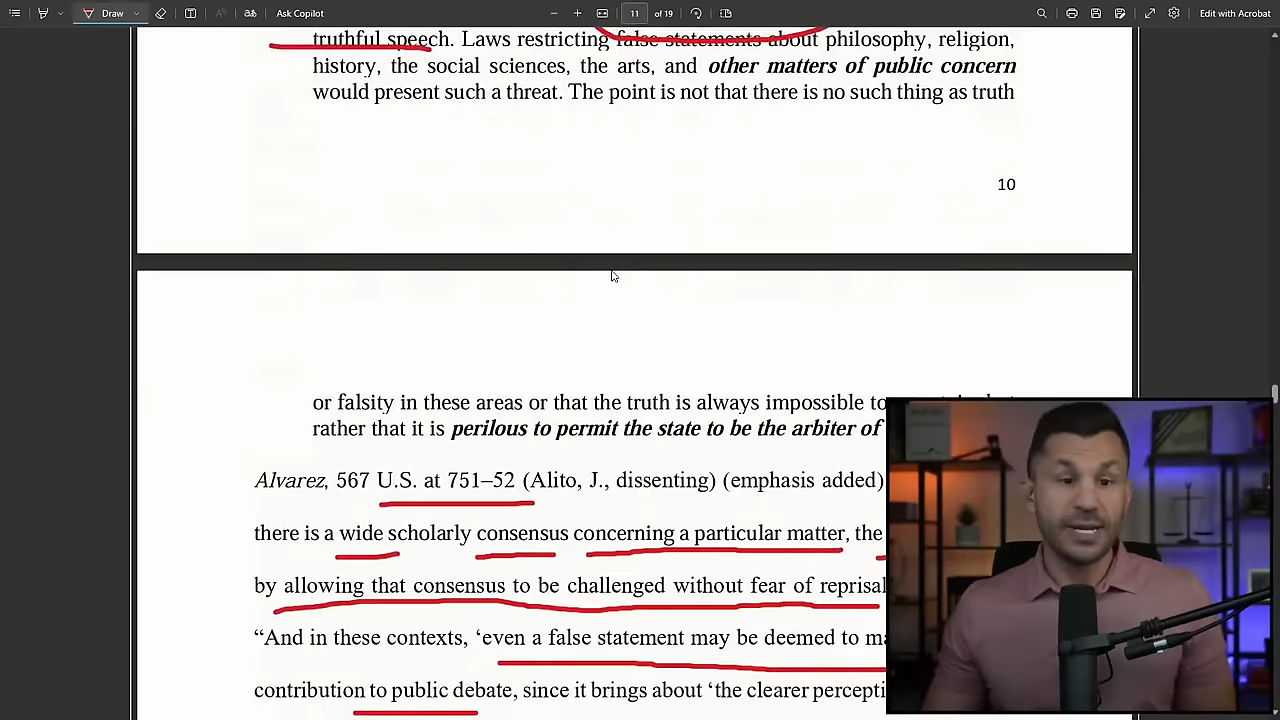 Draw
Ask Copilot
11 of 19
Edit with Acrobat
truthful speech. Laws restricting false statements about philosophy, religion,
history, the social sciences, the arts, and other matters of public concern
would present such a threat. The point is not that there is no such thing as truth
10
or falsity in these areas or that the truth is always impossible to
rather that it is perilous to permit the state to be the arbiter of
Alvarez, 567 U.S. at 751–52 (Alito, J., dissenting) (emphasis added)
there is a wide scholarly consensus concerning a particular matter, the
by allowing that consensus to be challenged without fear of reprisal
“And in these contexts, ‘even a false statement may be deemed to
contribution to public debate, since it brings about ‘the clearer